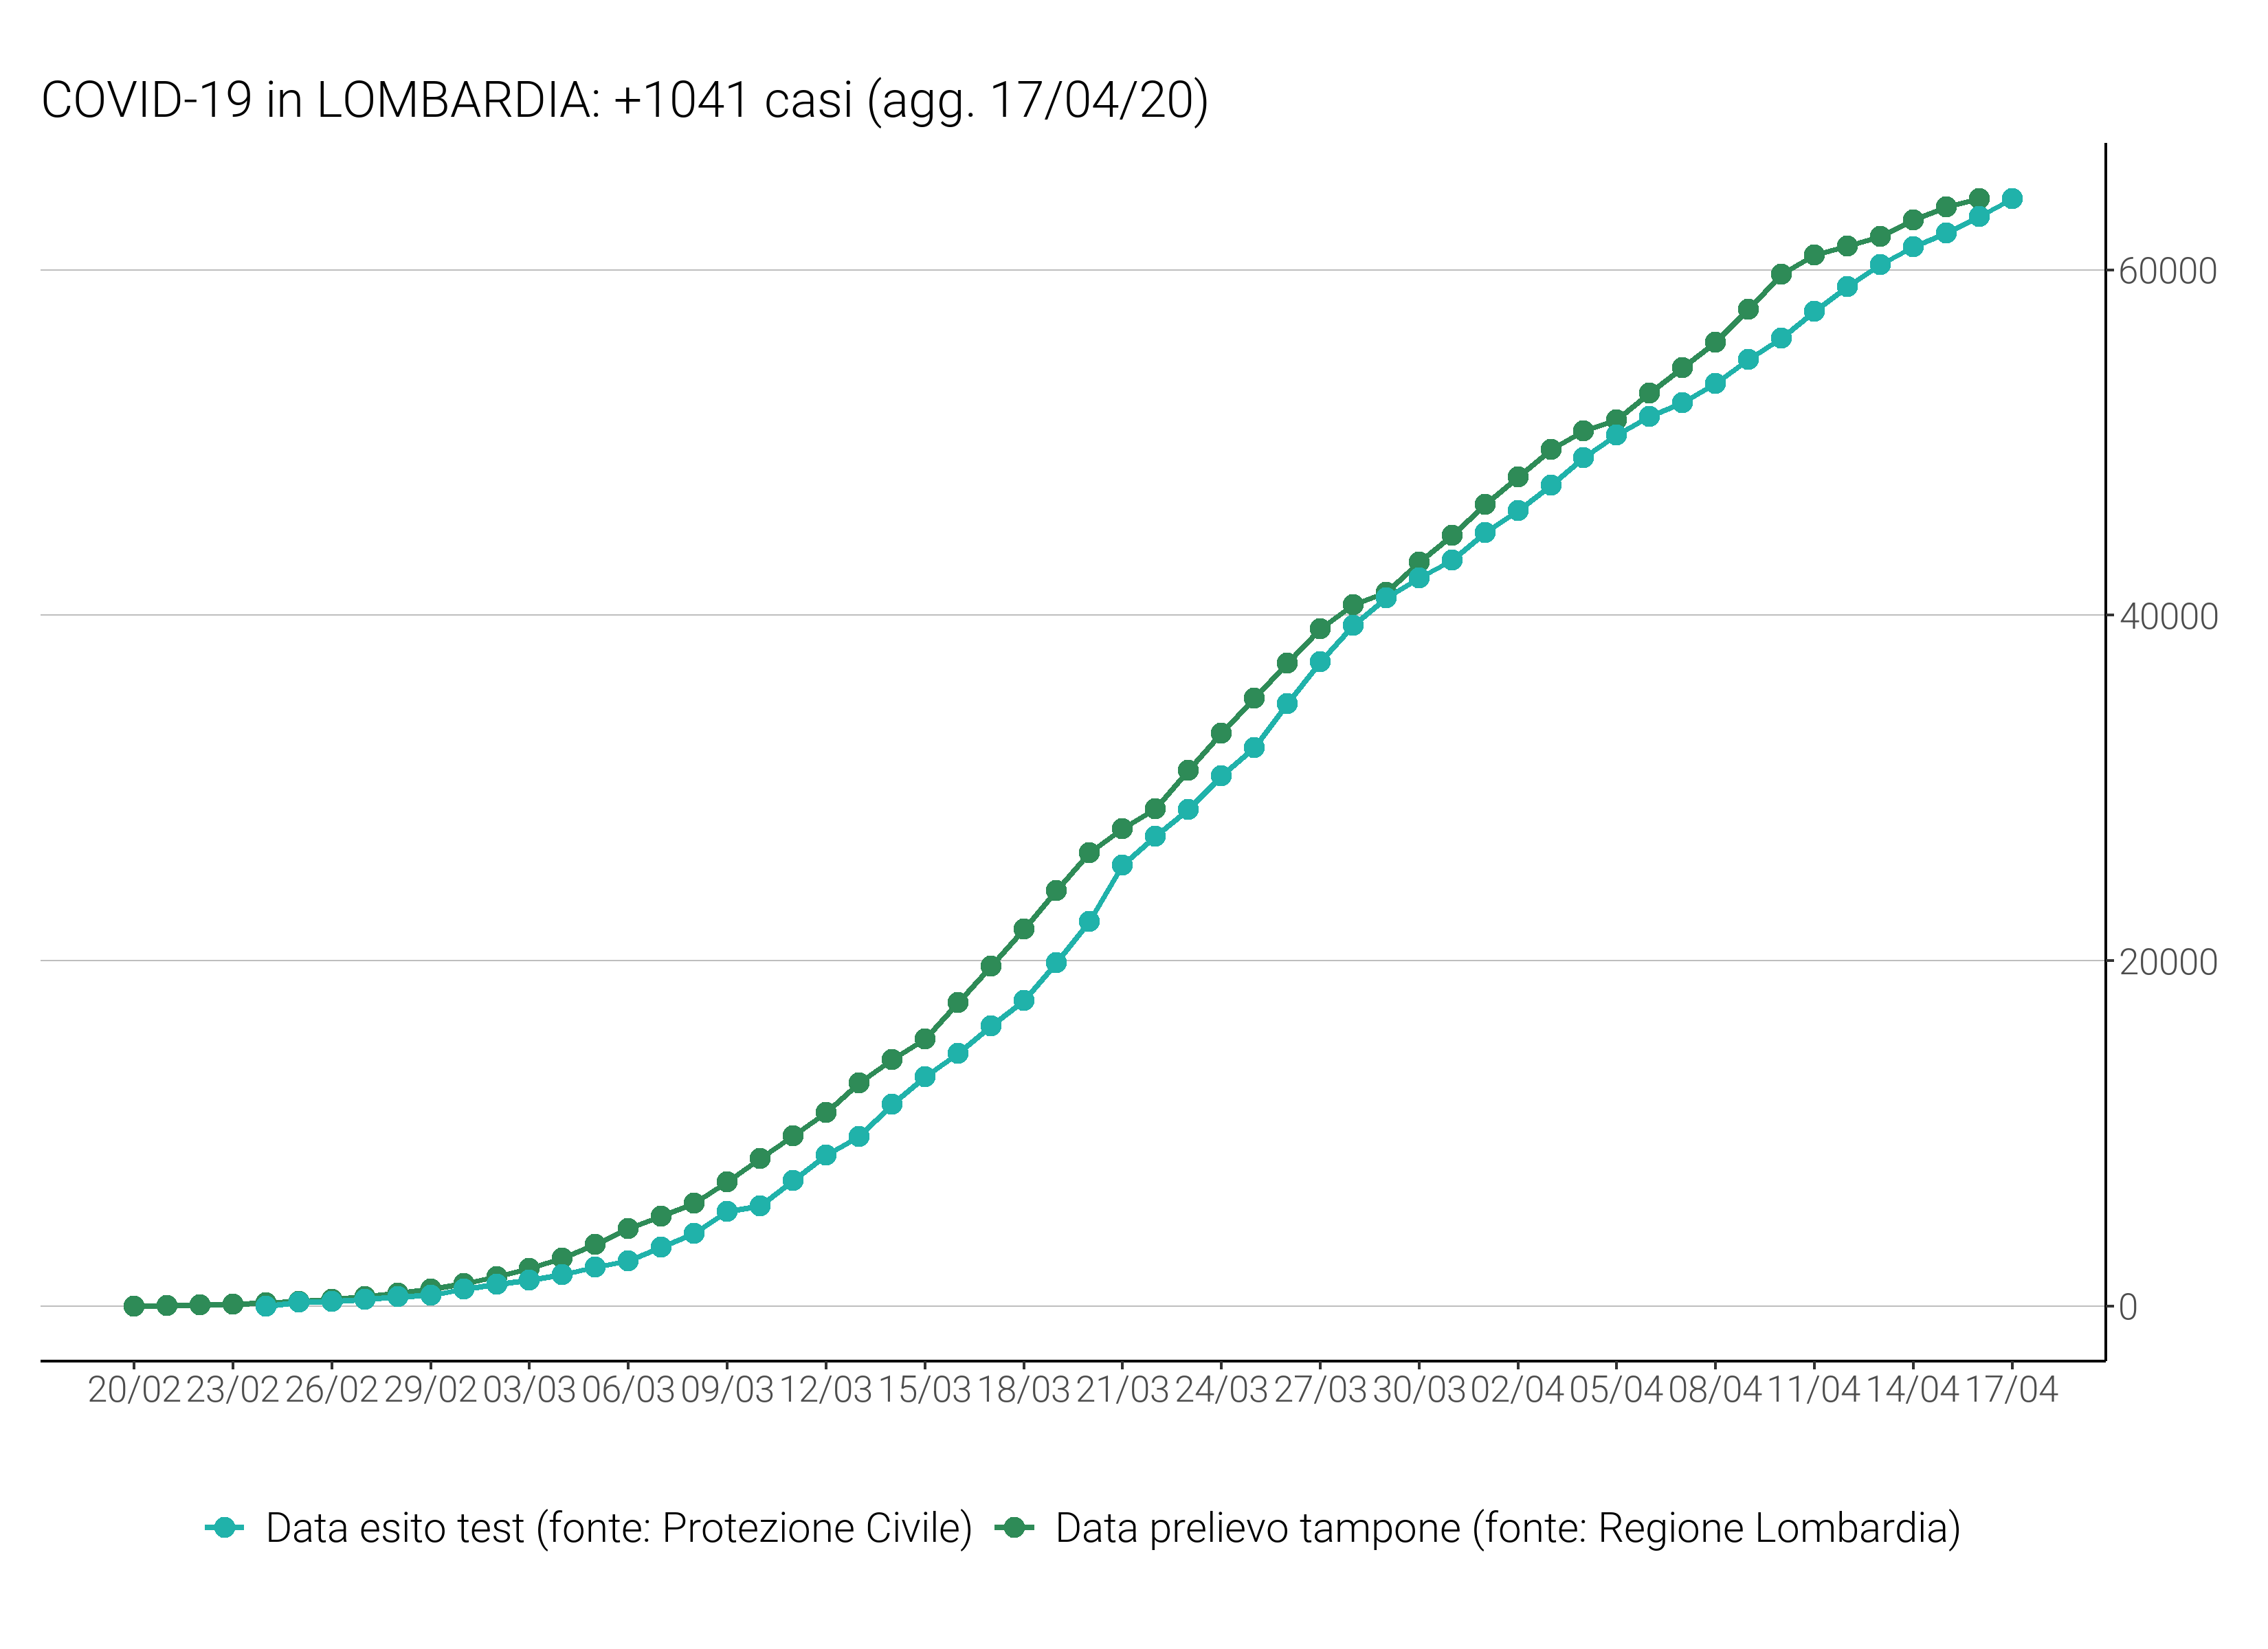 COVID-19 in LOMBARDIA: +1041 casi (agg. 17/04/20)
60000
40000
20000
0
20/02 23/02 26/02 29/02 03/03 06/03 09/03 12/03 15/03 18/03 21/03 24/03 27/03 30/03 02/04 05/04 08/04 11/04 14/04 17/04
Data esito test (fonte: Protezione Civile) Data prelievo tampone (fonte: Regione Lombardia)